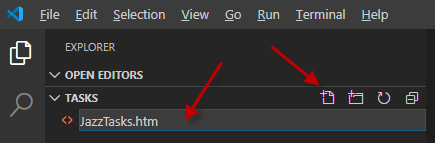 File Edit Selection View Go Run Terminal Help
EXPLORER
OPEN EDITORS
TASKS
JazzTasks.htm